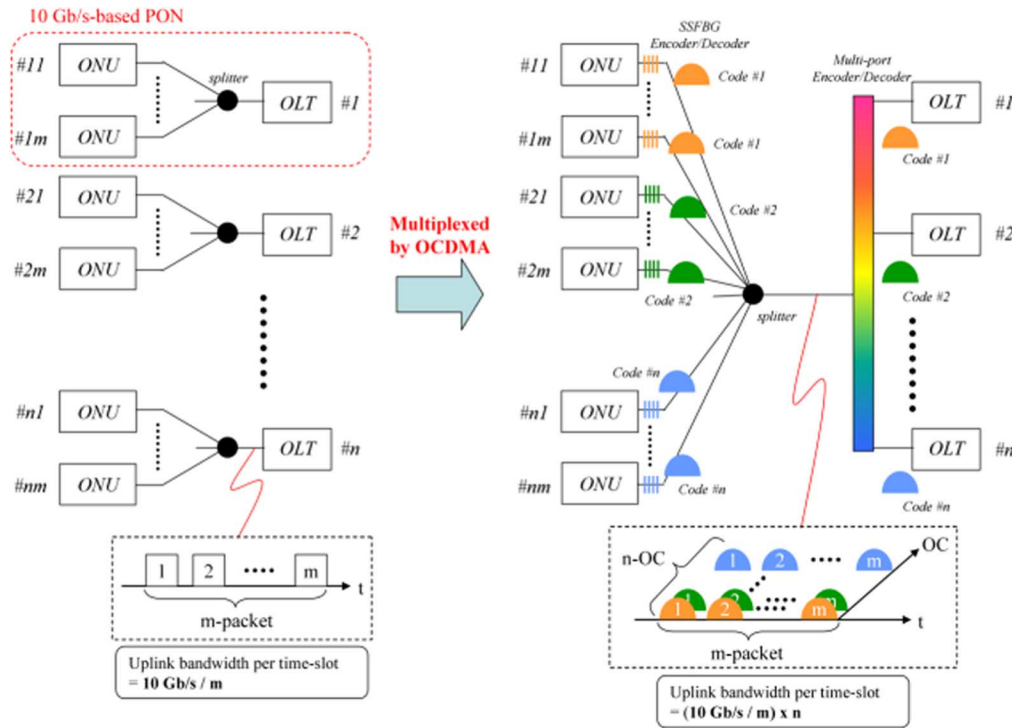 10 Gb/s-based PON
#11
ONU
splitter
OLT
#1
#1m
ONU
#21
ONU
OLT
#2
#2m
ONU
#n1
ONU
OLT
#n
#nm
ONU
1
2
m
t
m-packet
Uplink bandwidth per time-slot
= 10 Gb/s / m
Multiplexed
by OCDMA
SSFBG
Encoder/Decoder
Multi-port
Encoder/Decoder
#11
ONU
Code #1
OLT
#1
#1m
ONU
Code #1
Code #1
#21
ONU
Code #2
OLT
#2
#2m
ONU
Code #2
Code #2
splitter
Code #n
#n1
ONU
OLT
#n
#nm
ONU
Code #n
Code #n
OC
n-OC
1
2
m
1
2
m
1
2
m
t
m-packet
Uplink bandwidth per time-slot
= (10 Gb/s / m) x n